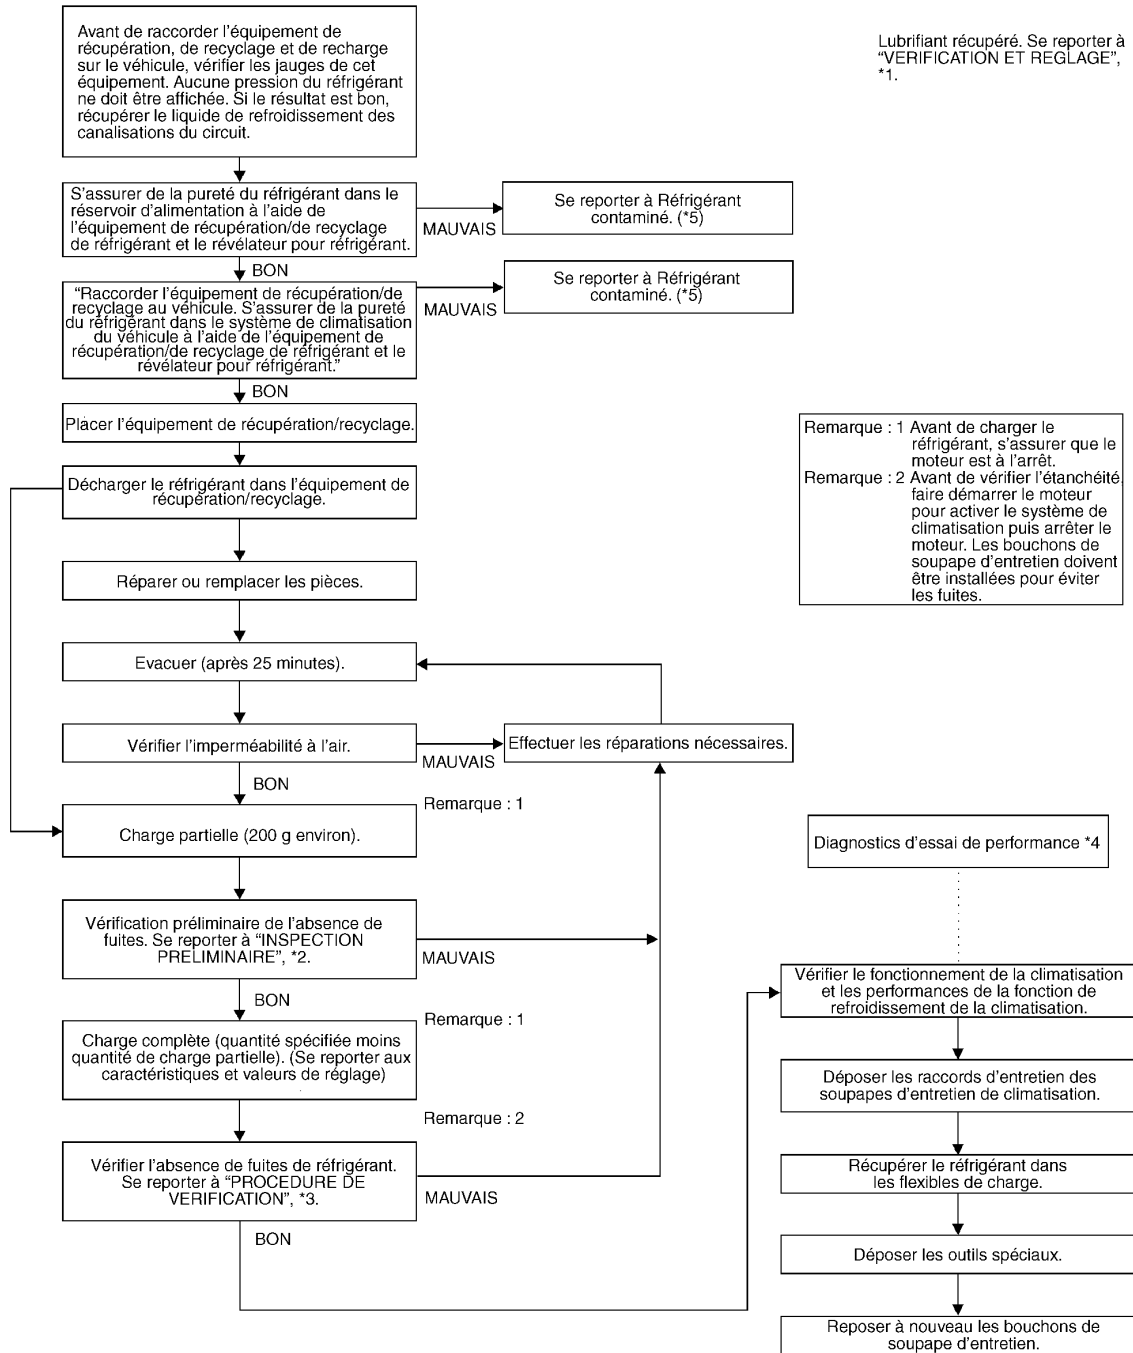 Avant de raccorder l'équipement de
récupération, de recyclage et de recharge
sur le véhicule, vérifier les jauges de cet
équipement. Aucune pression du réfrigérant
ne doit être affichée. Si le résultat est bon,
récupérer le liquide de refroidissement des
canalisations du circuit.
Lubrifiant récupéré. Se reporter à
“VERIFICATION ET REGLAGE”,
*1.
S'assurer de la pureté du réfrigérant dans le
réservoir d'alimentation à l'aide de
l'équipement de récupération/de recyclage
de réfrigérant et le révélateur pour réfrigérant.
MAUVAIS
Se reporter à Réfrigérant
contaminé. (*5)
BON
“Raccorder l'équipement de récupération/de
recyclage au véhicule. S'assurer de la pureté
du réfrigérant dans le système de climatisation
du véhicule à l'aide de l'équipement de
récupération/de recyclage de réfrigérant et le
révélateur pour réfrigérant.”
MAUVAIS
Se reporter à Réfrigérant
contaminé. (*5)
BON
Placer l'équipement de récupération/recyclage.
Décharger le réfrigérant dans l'équipement de
récupération/recyclage.
Remarque : 1 Avant de charger le
réfrigérant, s'assurer que le
moteur est à l'arrêt.
Remarque : 2 Avant de vérifier l'étanchéité,
faire démarrer le moteur
pour activer le système de
climatisation puis arrêter le
moteur. Les bouchons de
soupape d'entretien doivent
être installées pour éviter
les fuites.
Réparer ou remplacer les pièces.
Evacuer (après 25 minutes).
Vérifier l'imperméabilité à l'air.
MAUVAIS
Effectuer les réparations nécessaires.
BON
Remarque : 1
Charge partielle (200 g environ).
Vérification préliminaire de l'absence de
fuites. Se reporter à “INSPECTION
PRELIMINAIRE”, *2.
MAUVAIS
BON
Remarque : 1
Charge complète (quantité spécifiée moins
quantité de charge partielle). (Se reporter aux
caractéristiques et valeurs de réglage)
Remarque : 2
Vérifier l'absence de fuites de réfrigérant.
Se reporter à “PROCEDURE DE
VERIFICATION”, *3.
MAUVAIS
BON
Diagnostics d'essai de performance *4
Vérifier le fonctionnement de la climatisation
et les performances de la fonction de
refroidissement de la climatisation.
Déposer les raccords d'entretien des
soupapes d'entretien de climatisation.
Récupérer le réfrigérant dans
les flexibles de charge.
Déposer les outils spéciaux.
Reposer à nouveau les bouchons de
soupape d'entretien.